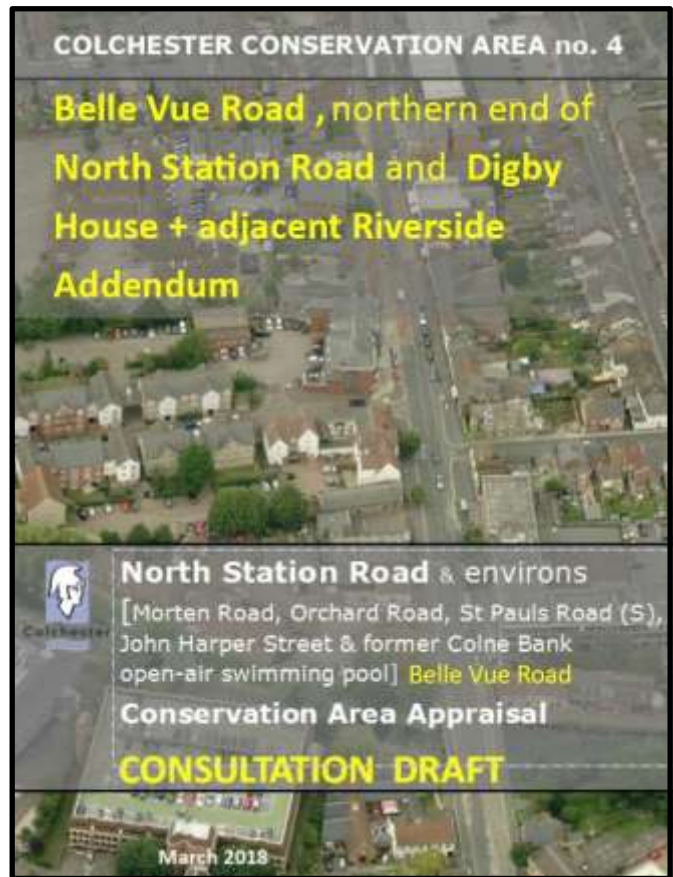 COLCHESTER CONSERVATION AREA no. 4
Belle Vue Road , northern end of
North Station Road and Digby
House + adjacent Riverside
Addendum
Colchester
North Station Road & environs
[Morten Road, Orchard Road, St Pauls Road (S),
John Harper Street & former Colne Bank
open-air swimming pool] Belle Vue Road
Conservation Area Appraisal
CONSULTATION DRAFT
March 2018